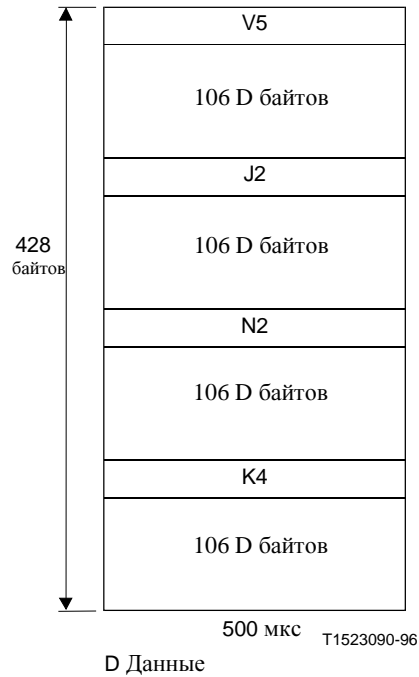 V5
106 D байтов
J2
106 D байтов
428
байтов
N2
106 D байтов
K4
106 D байтов
500 мкс
T1523090-96
D Данные